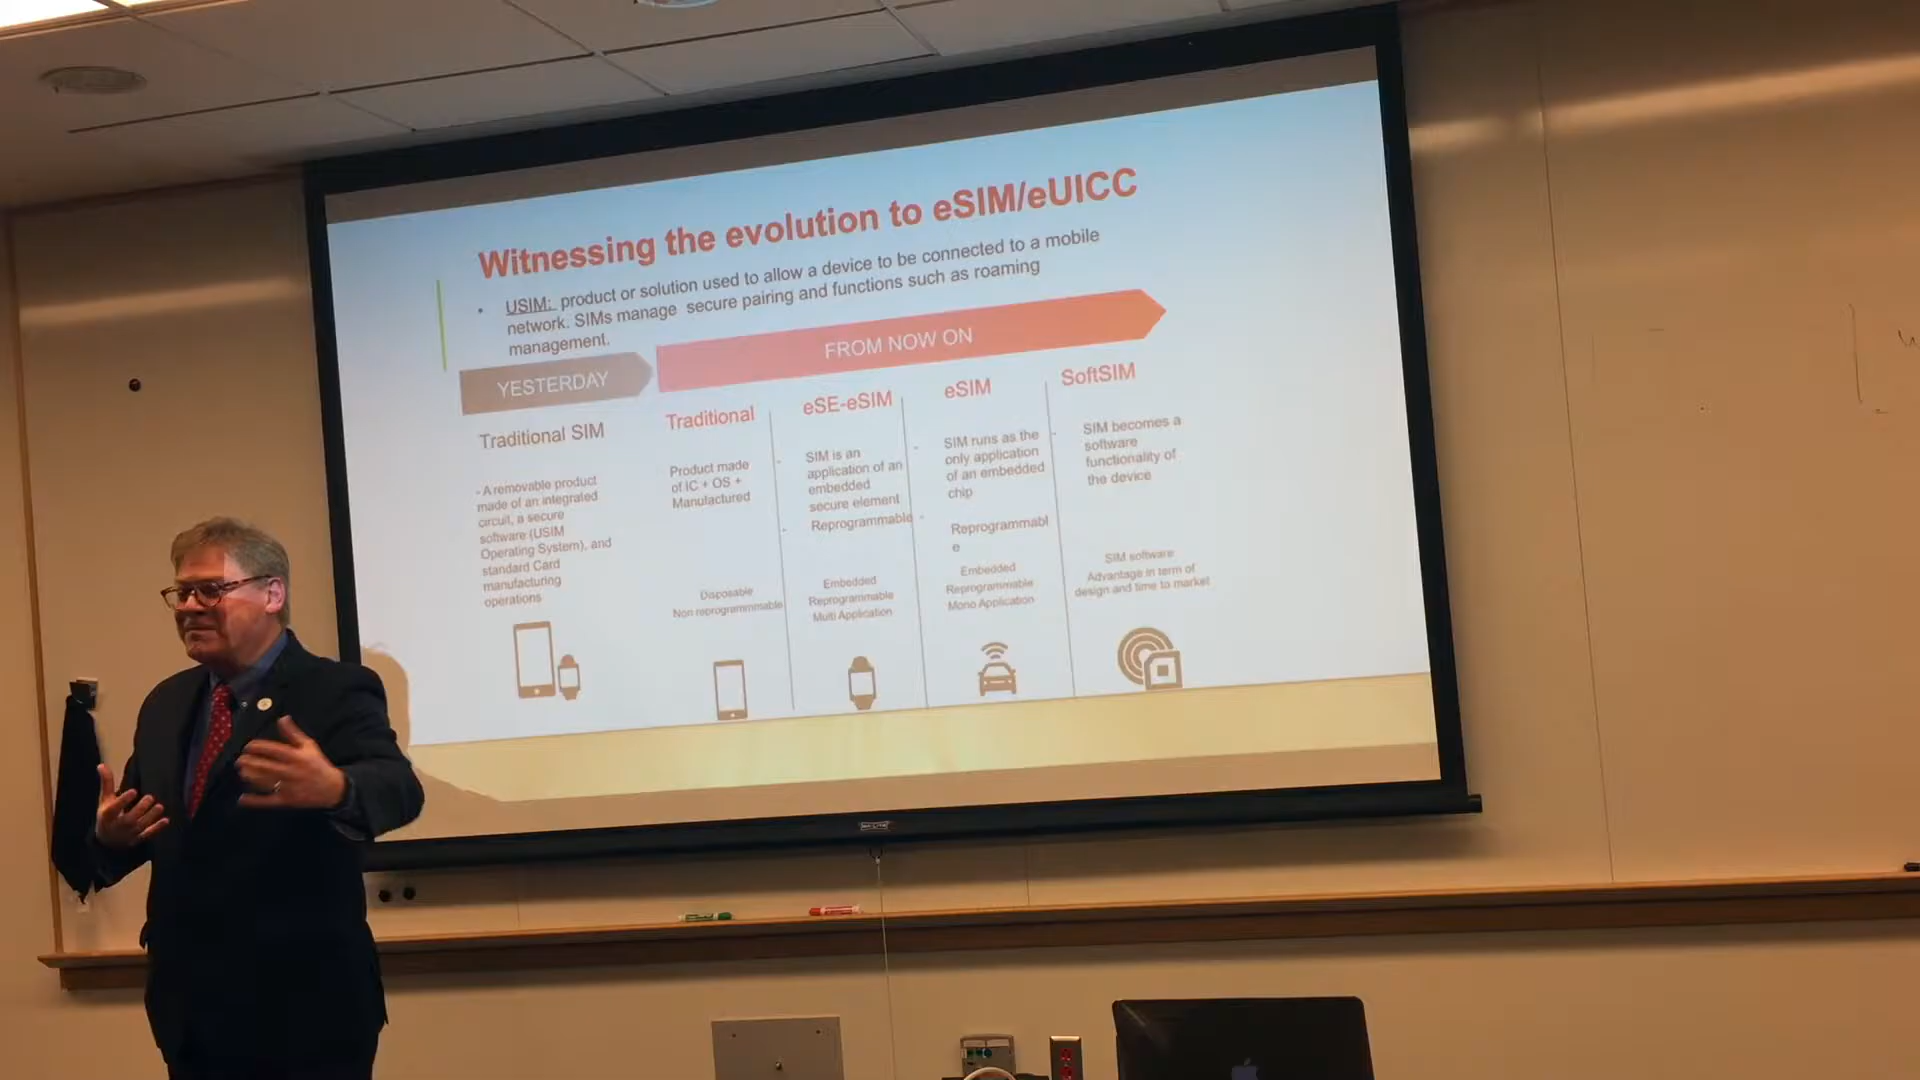 Witnessing the evolution to eSIM/eUICC
• USIM: product or solution used to allow a device to be connected to a mobile
network. SIMs manage secure pairing and functions such as roaming
management.
YESTERDAY
FROM NOW ON
Traditional SIM
- A removable product
made of an integrated
circuit, a secure
software (USIM
Operating System), and
standard Card
manufacturing
operations
Traditional
Product made
of IC + OS +
Manufactured
Disposable
Non reprogrammmable
eSE-eSIM
- SIM is an
application of an
embedded
secure element
- Reprogrammable
Embedded
Reprogrammable
Multi Application
eSIM
- SIM runs as the
only application
of an embedded
chip
- Reprogrammabl
e
Embedded
Reprogrammable
Mono Application
SoftSIM
- SIM becomes a
software
functionality of
the device
SIM software
Advantage in term of
design and time to market